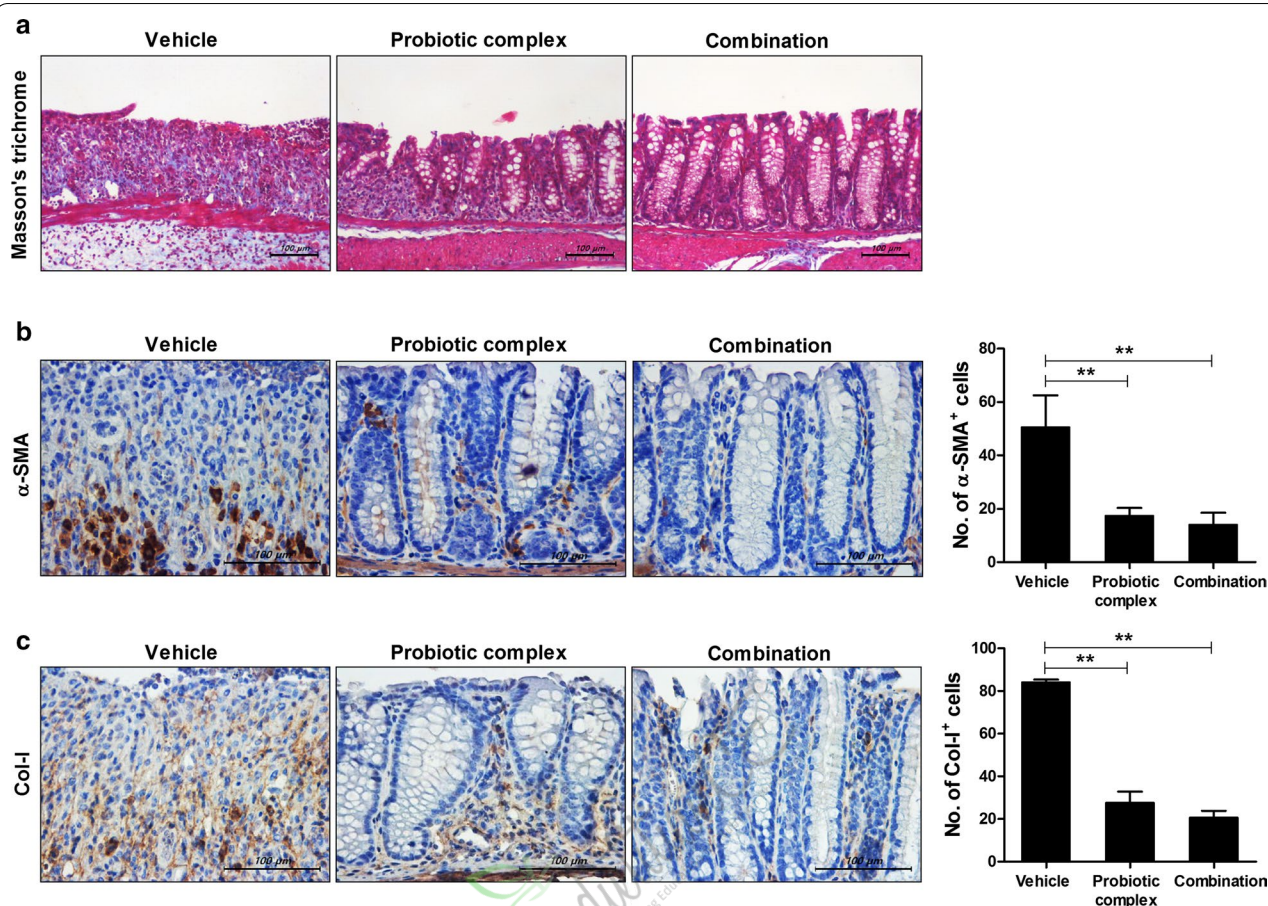 a
Vehicle
Probiotic complex
Combination
Masson's trichrome
100 µm
100 µm
100 µm
b
Vehicle
Probiotic complex
Combination
α-SMA
100 µm
100 µm
100 µm
No. of α-SMA+ cells
80
60
40
20
0
**
**
Vehicle
Probiotic
complex
Combination
c
Vehicle
Probiotic complex
Combination
Col-I
100 µm
100 µm
100 µm
No. of Col-I+ cells
100
80
60
40
20
0
**
**
Vehicle
Probiotic
complex
Combination